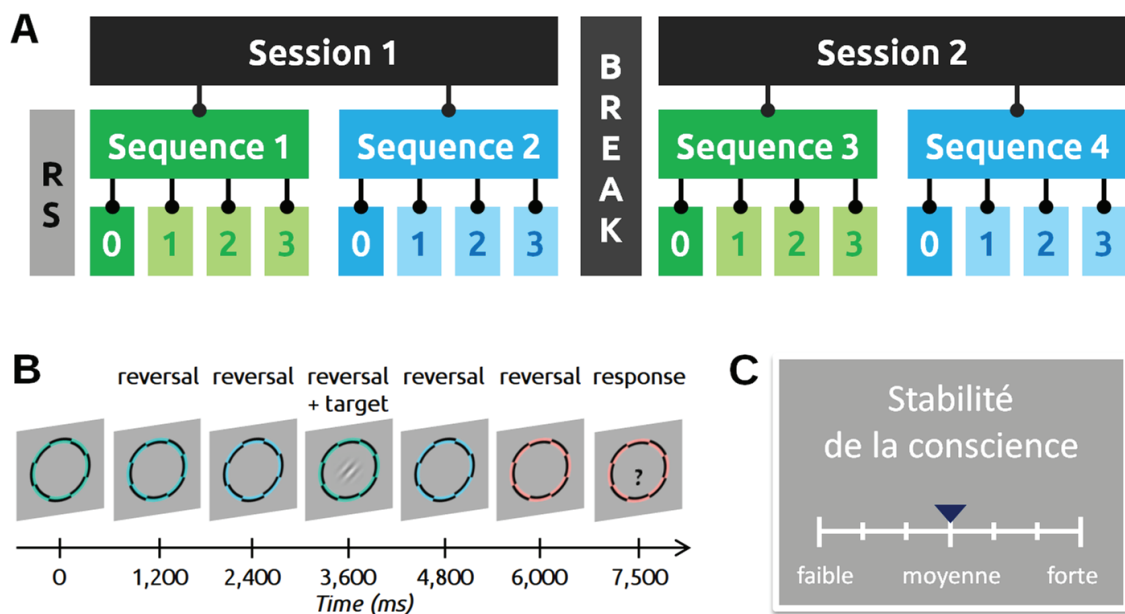 A
Session 1
BREAK
Session 2
RS
Sequence 1
Sequence 2
Sequence 3
Sequence 4
0 1 2 3 0 1 2 3 0 1 2 3 0 1 2 3
B
reversal reversal reversal reversal reversal response
+ target
?
0 1,200 2,400 3,600 4,800 6,000 7,500
Time (ms)
C
Stabilité
de la conscience
faible moyenne forte